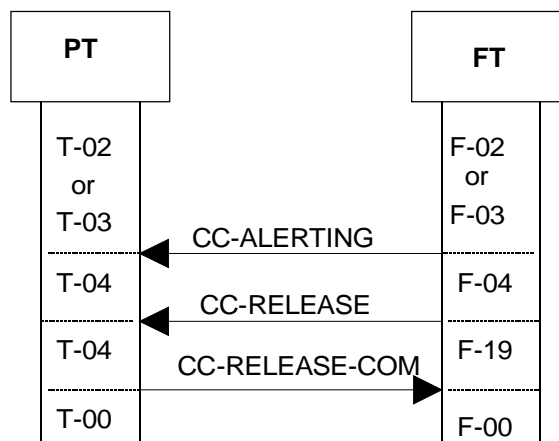 PT
FT
T-02
or
T-03
F-02
or
F-03
CC-ALERTING
T-04
F-04
CC-RELEASE
T-04
F-19
CC-RELEASE-COM
T-00
F-00